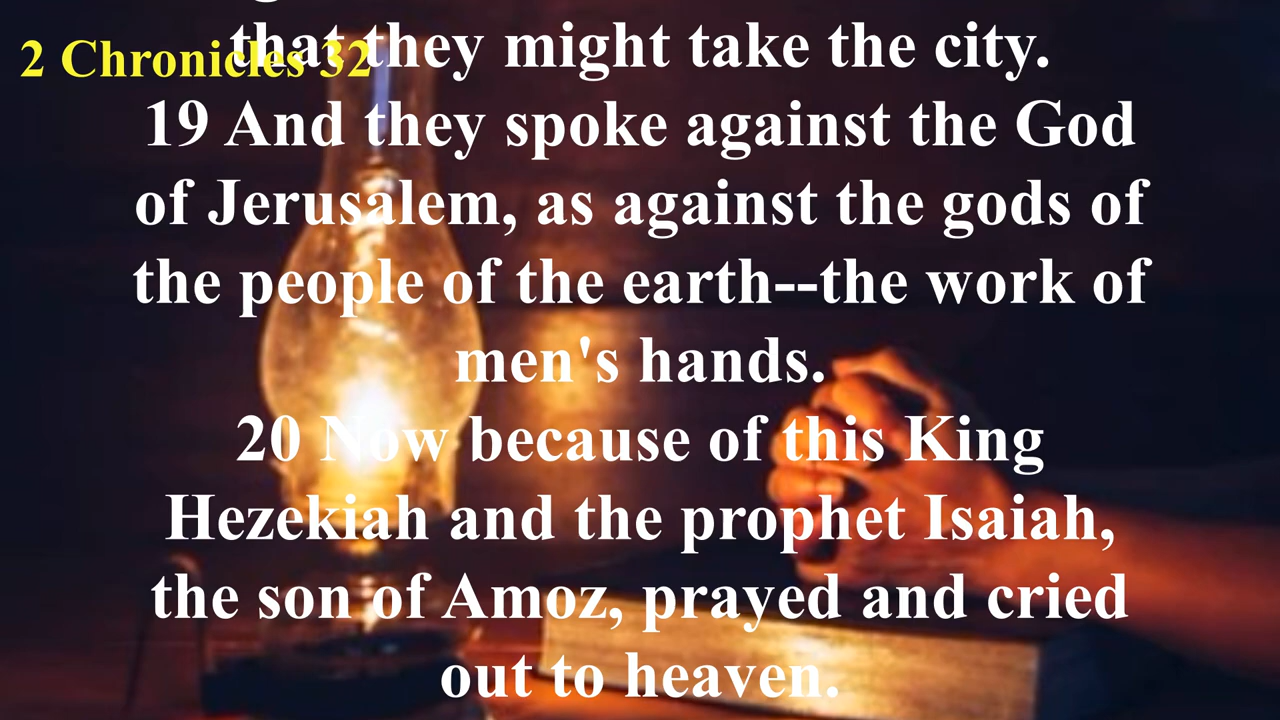 that they might take the city.
2 Chronicles 32
19 And they spoke against the God
of Jerusalem, as against the gods of
the people of the earth--the work of
men's hands.
20 Now because of this King
Hezekiah and the prophet Isaiah,
the son of Amoz, prayed and cried
out to heaven.